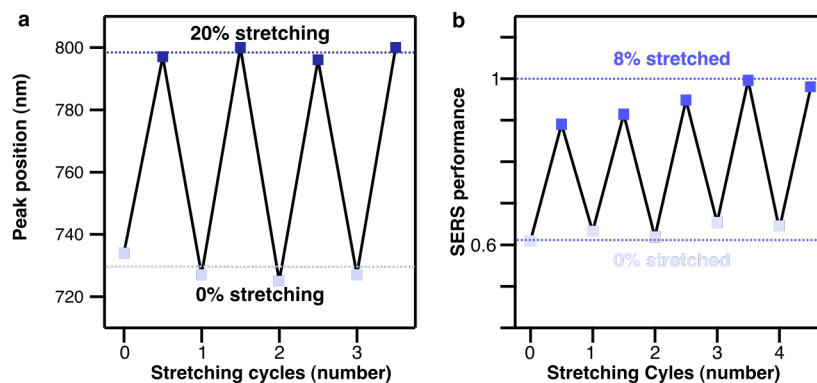 a
20% stretching
800
780
760
740
720
Peak position (nm)
0% stretching
0 1 2 3
Stretching cycles (number)
b
8% stretched
1
0.6
SERS performance
0% stretched
0 1 2 3 4
Stretching Cyles (number)